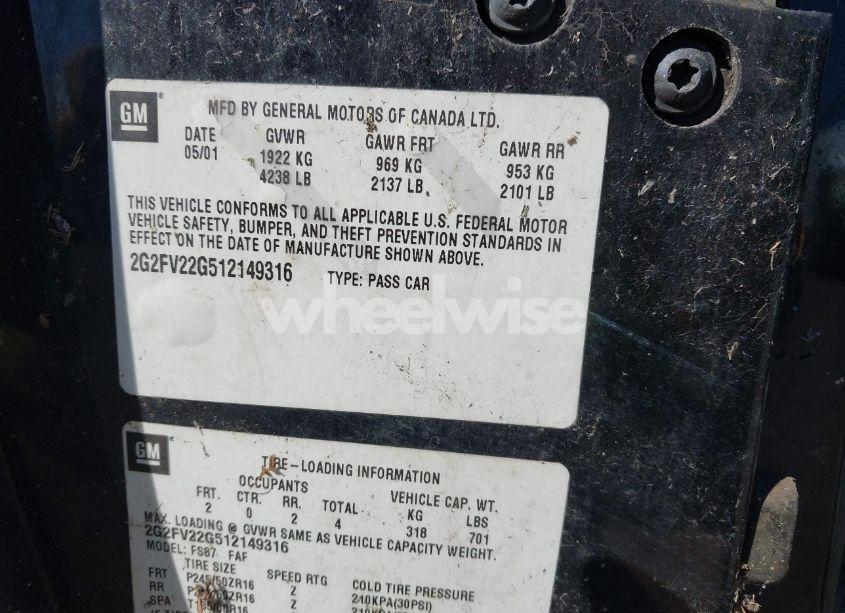 GM
MFD BY GENERAL MOTORS OF CANADA LTD.
DATE GVWR GAWR FRT GAWR RR
05/01 1922 KG 969 KG 953 KG
4238 LB 2137 LB 2101 LB
THIS VEHICLE CONFORMS TO ALL APPLICABLE U.S. FEDERAL MOTOR
VEHICLE SAFETY, BUMPER, AND THEFT PREVENTION STANDARDS IN
EFFECT ON THE DATE OF MANUFACTURE SHOWN ABOVE.
2G2FV22G512149316 TYPE: PASS CAR
wheelwise
GM
TIRE-LOADING INFORMATION
OCCUPANTS VEHICLE CAP. WT.
FRT. CTR. RR. TOTAL KG LBS
2 0 2 4 318 701
MAX. LOADING @ GVWR SAME AS VEHICLE CAPACITY WEIGHT.
2G2FV22G512149316
MODEL: FS87 FAF
TIRE SIZE SPEED RTG COLD TIRE PRESSURE
FRT P245/50ZR16 Z 210KPA(30PSI)
RR Z
SPA Z